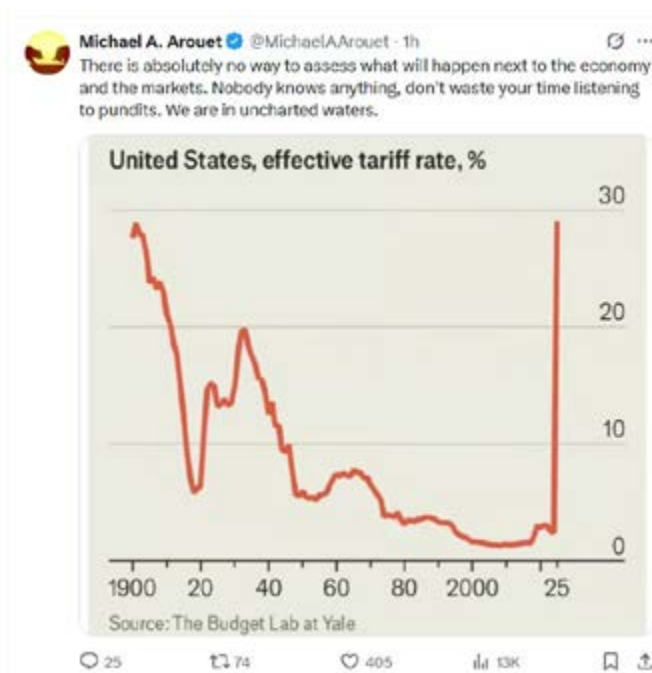 Michael A. Arouet @MichaelAArouet · 1h
There is absolutely no way to assess what will happen next to the economy
and the markets. Nobody knows anything, don't waste your time listening
to pundits. We are in uncharted waters.
United States, effective tariff rate, %
30
20
10
0
1900 20 40 60 80 2000 25
Source: The Budget Lab at Yale
25 74 405 13K